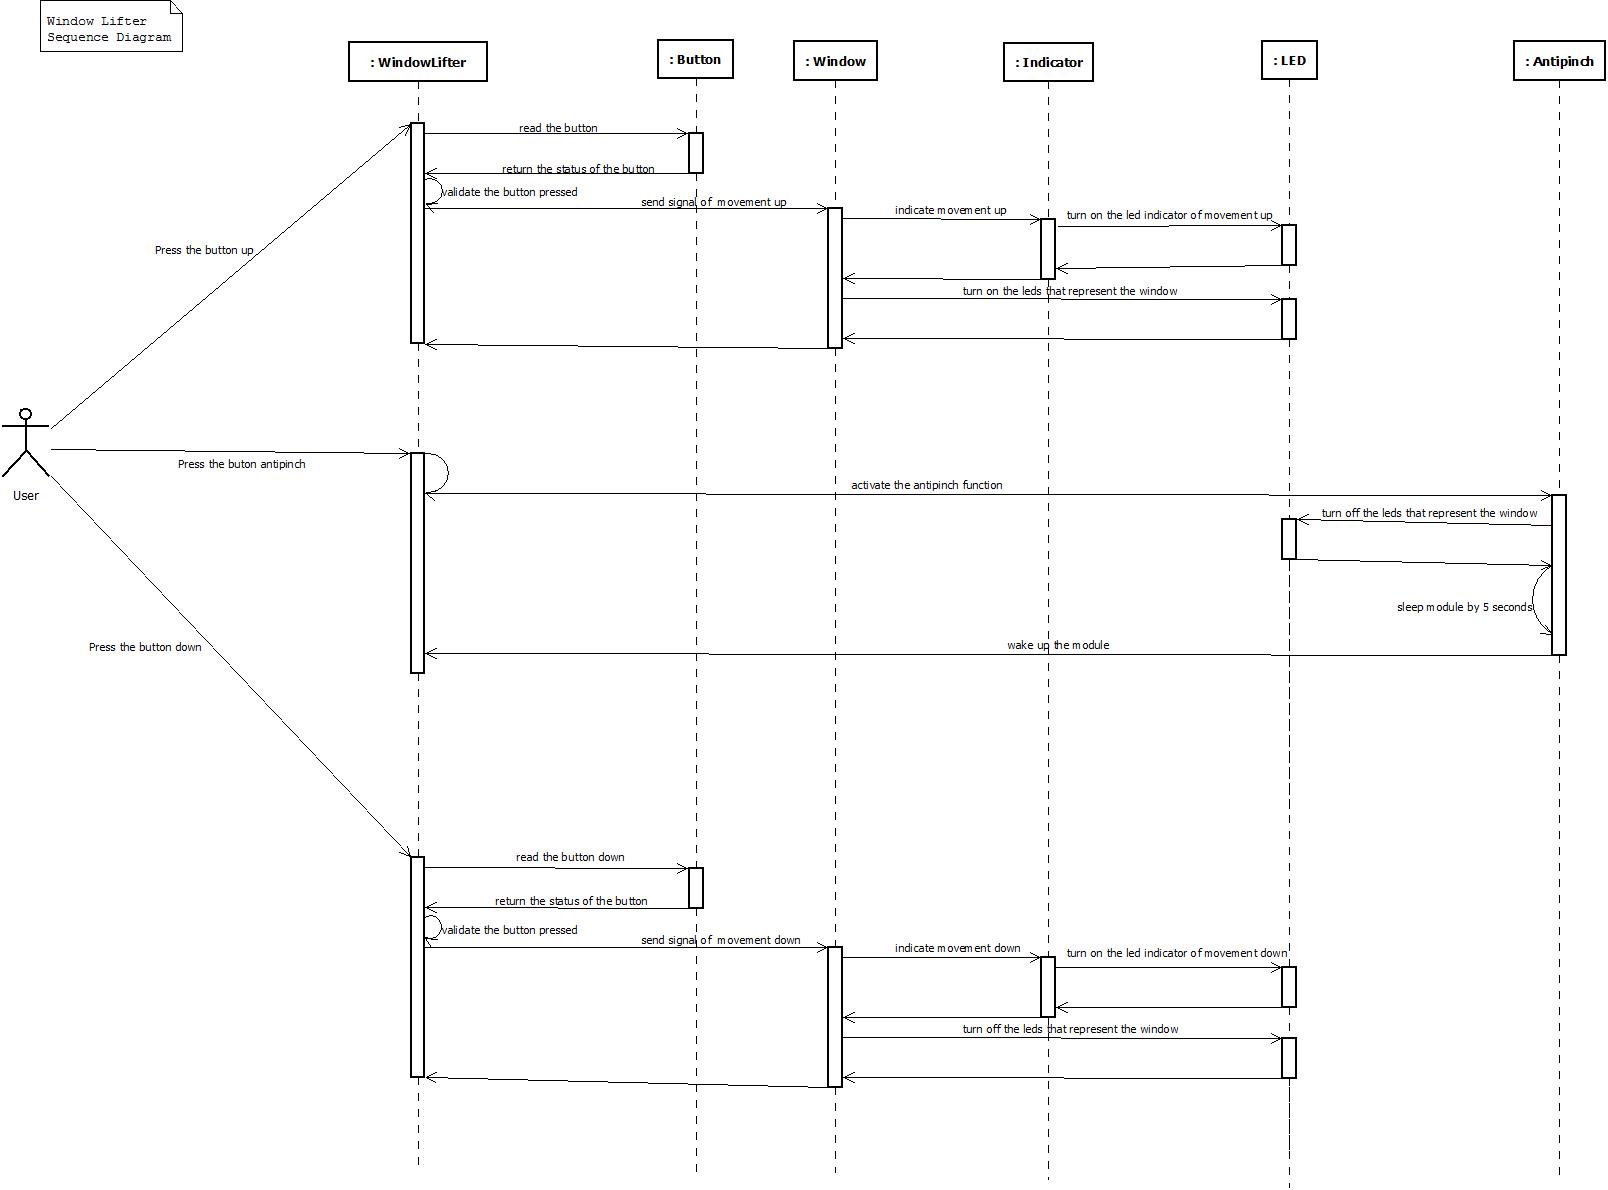 Window Lifter
Sequence Diagram
: WindowLifter
: Button
: Window
: Indicator
: LED
: Antipinch
read the button
return the status of the button
validate the button pressed
send signal of movement up
indicate movement up
turn on the led indicator of movement up
Press the button up
turn on the leds that represent the window
Press the buton antipinch
User
activate the antipinch function
turn off the leds that represent the window
sleep module by 5 seconds
Press the button down
wake up the module
read the button down
return the status of the button
validate the button pressed
send signal of movement down
indicate movement down
turn on the led indicator of movement down
turn off the leds that represent the window